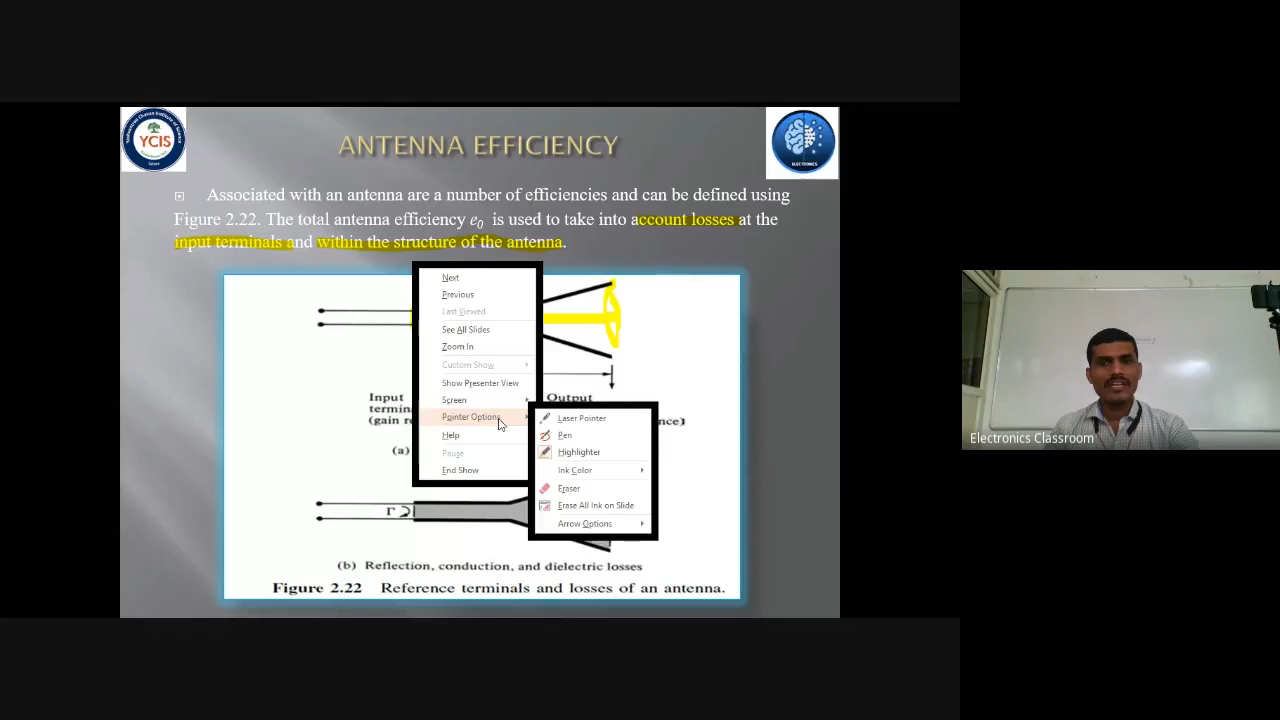 YCIS
ELECTRONICS
ANTENNA EFFICIENCY
Associated with an antenna are a number of efficiencies and can be defined using
Figure 2.22. The total antenna efficiency e0 is used to take into account losses at the
input terminals and within the structure of the antenna.
Next
Previous
Last Viewed
See All Slides
Zoom In
Custom Show
Show Presenter View
Screen
Pointer Options
Help
Pause
End Show
Laser Pointer
Pen
Highlighter
Ink Color
Eraser
Erase All Ink on Slide
Arrow Options
Input
Output
(gain
(a)
Γ
(b) Reflection, conduction, and dielectric losses
Figure 2.22 Reference terminals and losses of an antenna.
Electronics Classroom